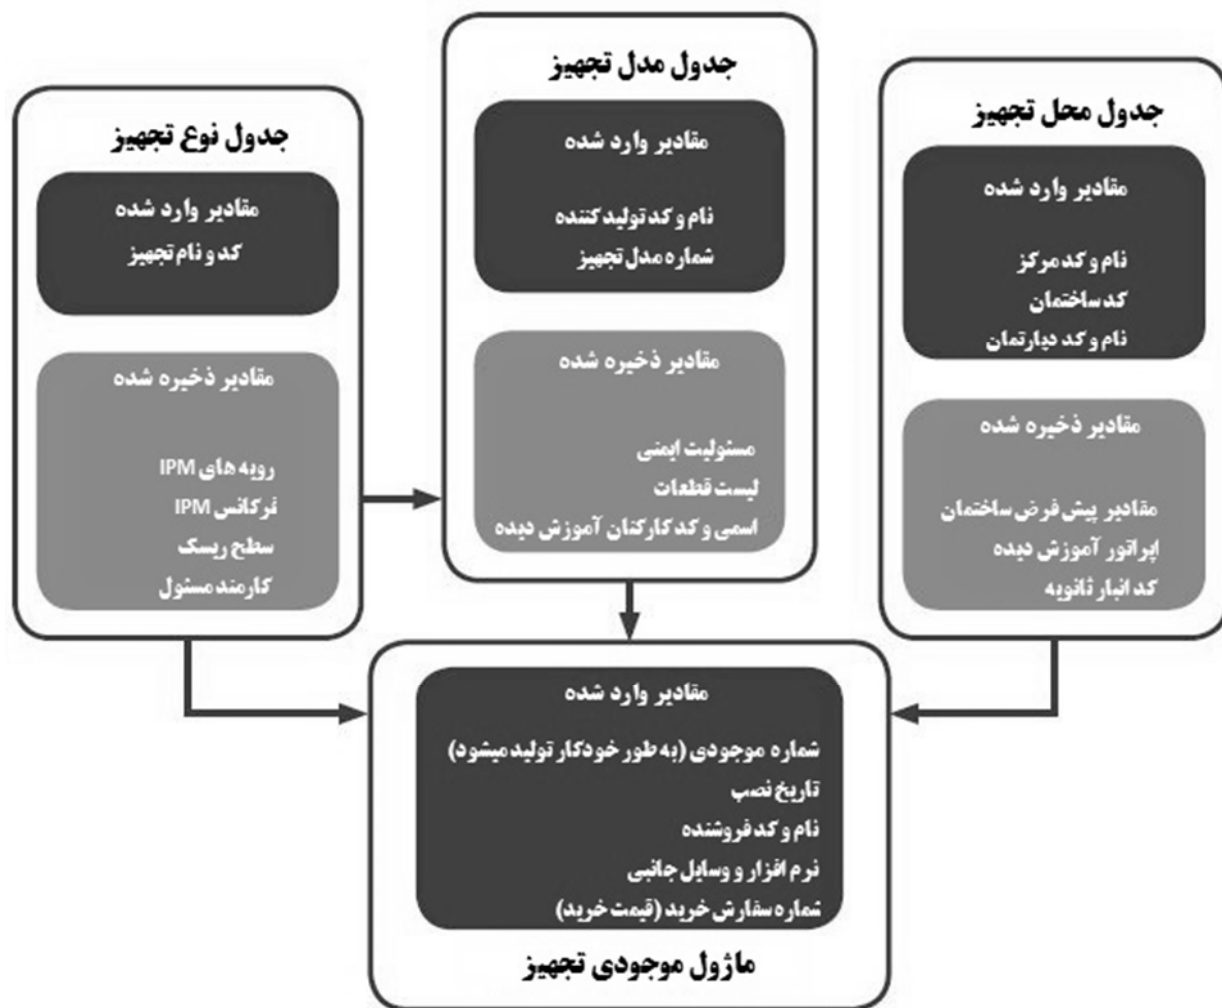 جدول محل تجهیز
مقادیر وارد شده
نام و کد مرکز
کد ساختمان
نام و کد دپارتمان
مقادیر ذخیره شده
مقادیر پیش فرض ساختمان
اپراتور آموزش دیده
کد انبار ثانویه
جدول مدل تجهیز
مقادیر وارد شده
نام و کد تولید کننده
شماره مدل تجهیز
مقادیر ذخیره شده
مسئولیت ایمنی
لیست قطعات
اسمی و کد کارکنان آموزش دیده
جدول نوع تجهیز
مقادیر وارد شده
کد و نام تجهیز
مقادیر ذخیره شده
رویه های IPM
فرکانس IPM
سطح ریسک
کارمند مسئول
مقادیر وارد شده
شماره موجودی (به طور خودکار تولید میشود)
تاریخ نصب
نام و کد فروشنده
نرم افزار و وسایل جانبی
شماره سفارش خرید (قیمت خرید)
ماژول موجودی تجهیز